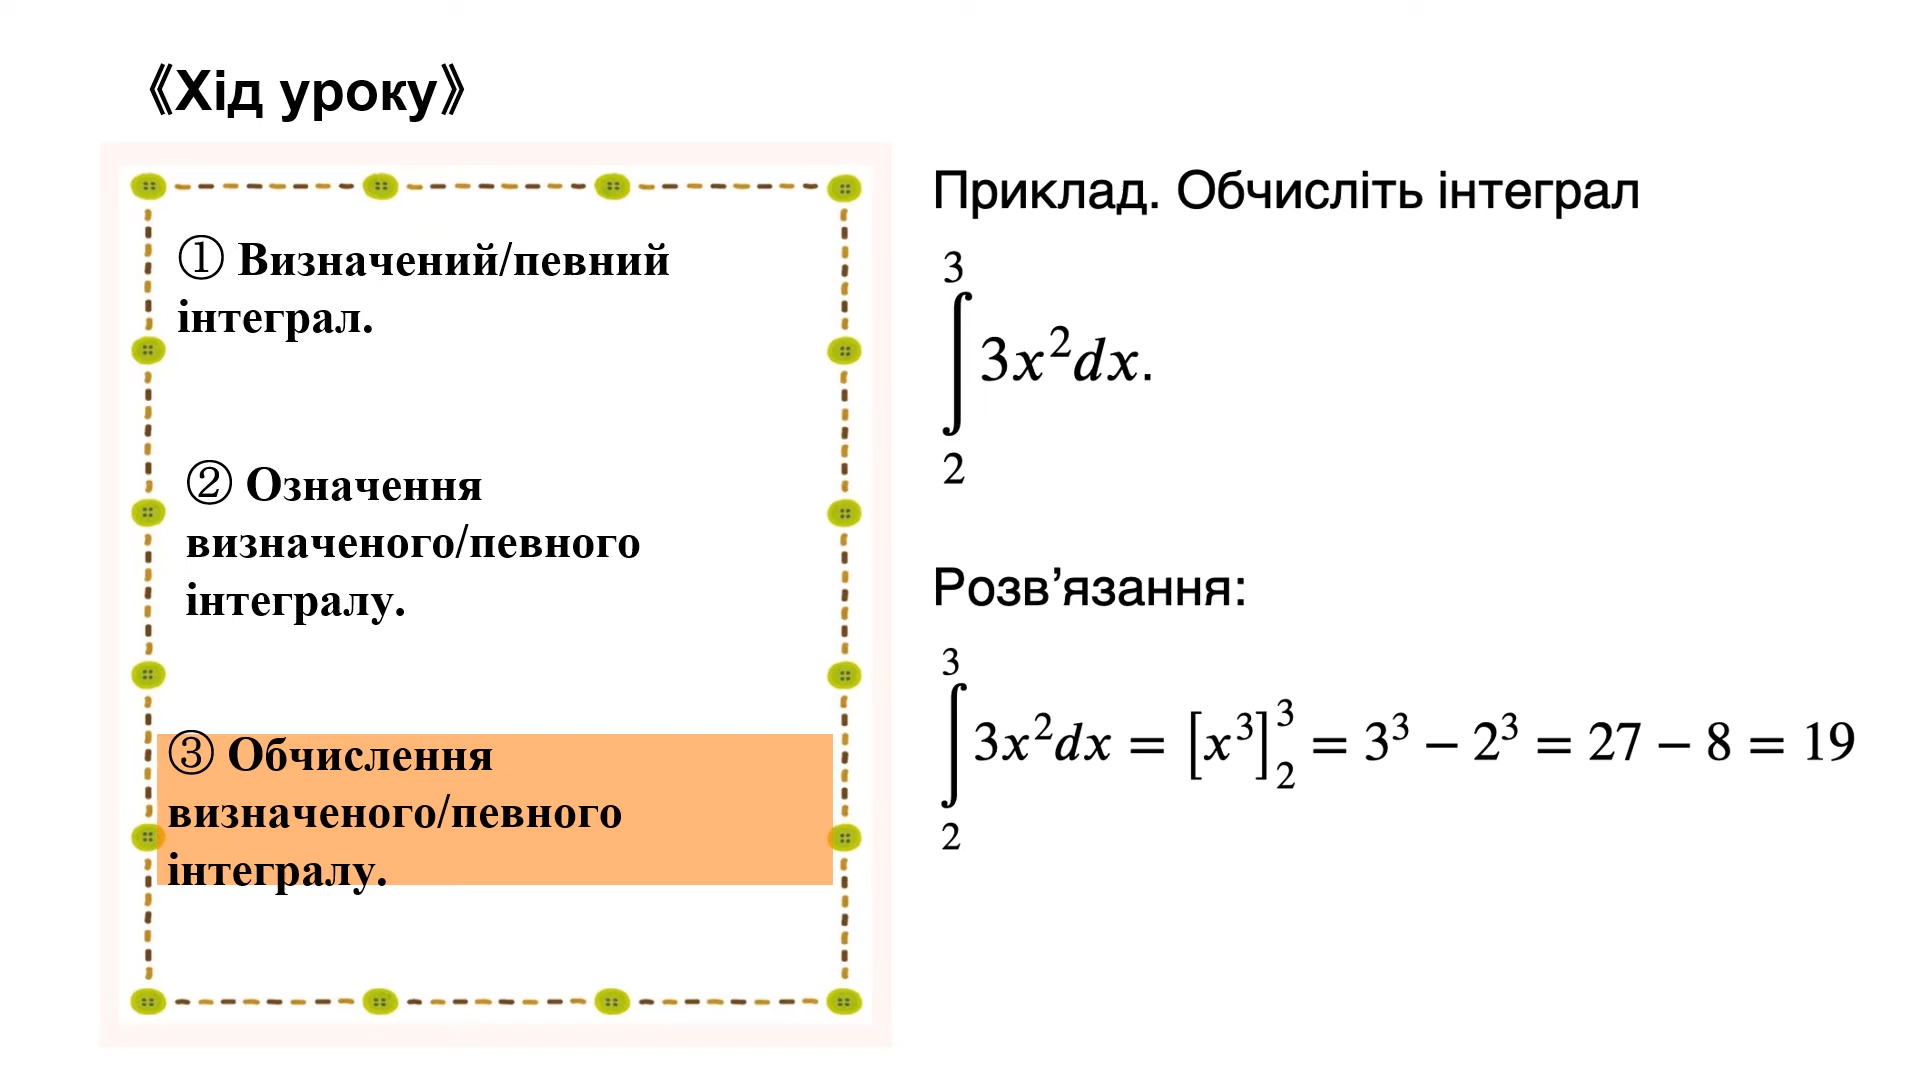 《Хід уроку》
① Визначений/певний
інтеграл.
② Означення
визначеного/певного
інтегралу.
③ Обчислення
визначеного/певного
інтегралу.
Приклад. Обчисліть інтеграл
∫₂³ 3x²dx.
Розв’язання:
∫₂³ 3x²dx = [x³]₂³ = 3³ − 2³ = 27 − 8 = 19